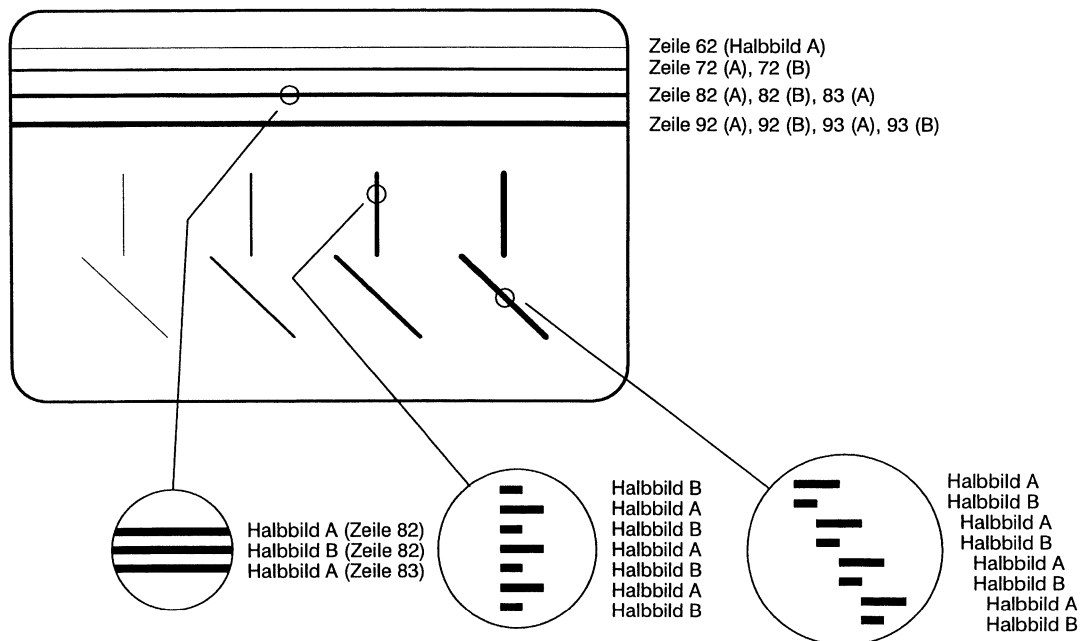 Zeile 62 (Halbbild A)
Zeile 72 (A), 72 (B)
Zeile 82 (A), 82 (B), 83 (A)
Zeile 92 (A), 92 (B), 93 (A), 93 (B)
Halbbild A (Zeile 82)
Halbbild B (Zeile 82)
Halbbild A (Zeile 83)
Halbbild B
Halbbild A
Halbbild B
Halbbild A
Halbbild B
Halbbild A
Halbbild B
Halbbild A
Halbbild B
Halbbild A
Halbbild B
Halbbild A
Halbbild B
Halbbild A
Halbbild B